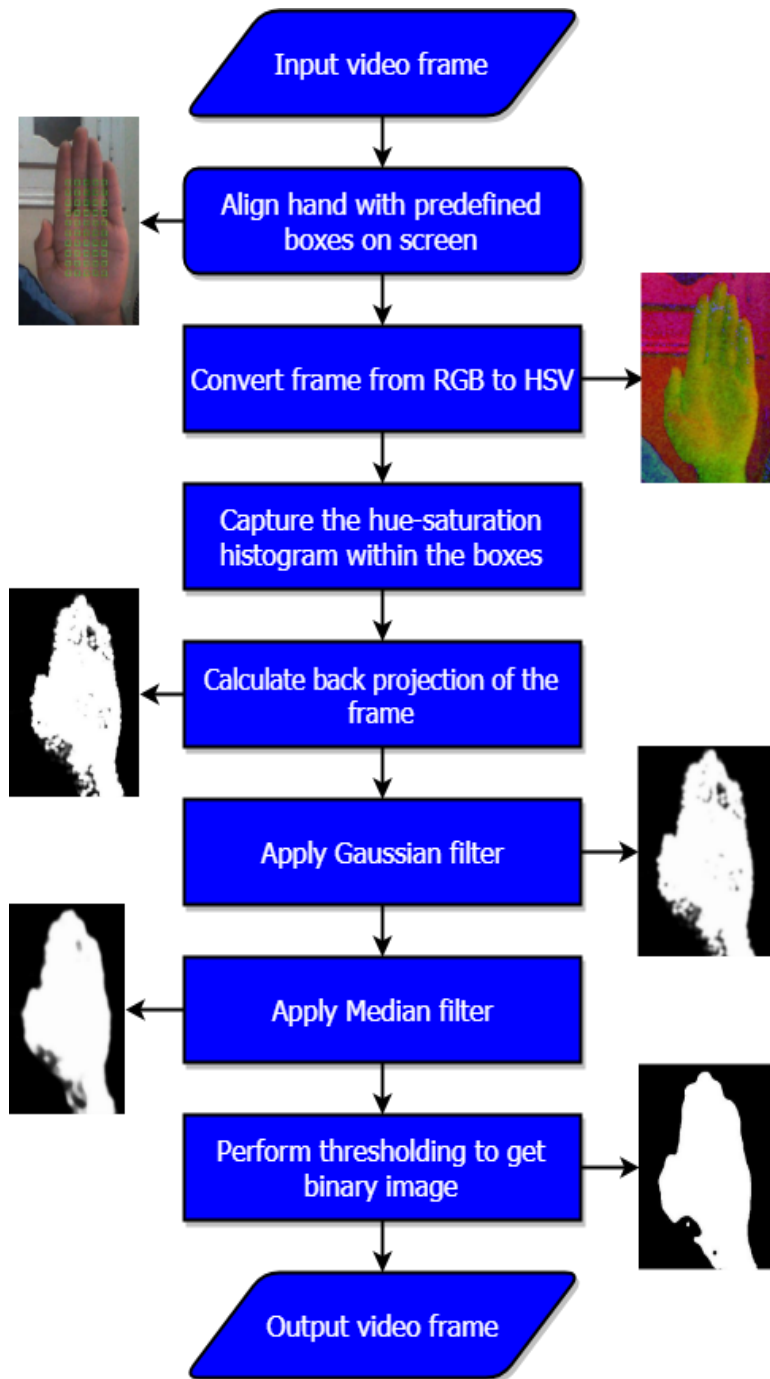 Input video frame
Align hand with predefined
boxes on screen
Convert frame from RGB to HSV
Capture the hue-saturation
histogram within the boxes
Calculate back projection of the
frame
Apply Gaussian filter
Apply Median filter
Perform thresholding to get
binary image
Output video frame